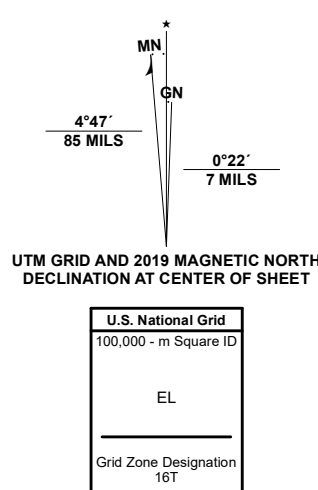 ★
MN
GN
4°47´
85 MILS
0°22´
7 MILS
UTM GRID AND 2019 MAGNETIC NORTH
DECLINATION AT CENTER OF SHEET
U.S. National Grid
100,000 - m Square ID
EL
Grid Zone Designation
16T